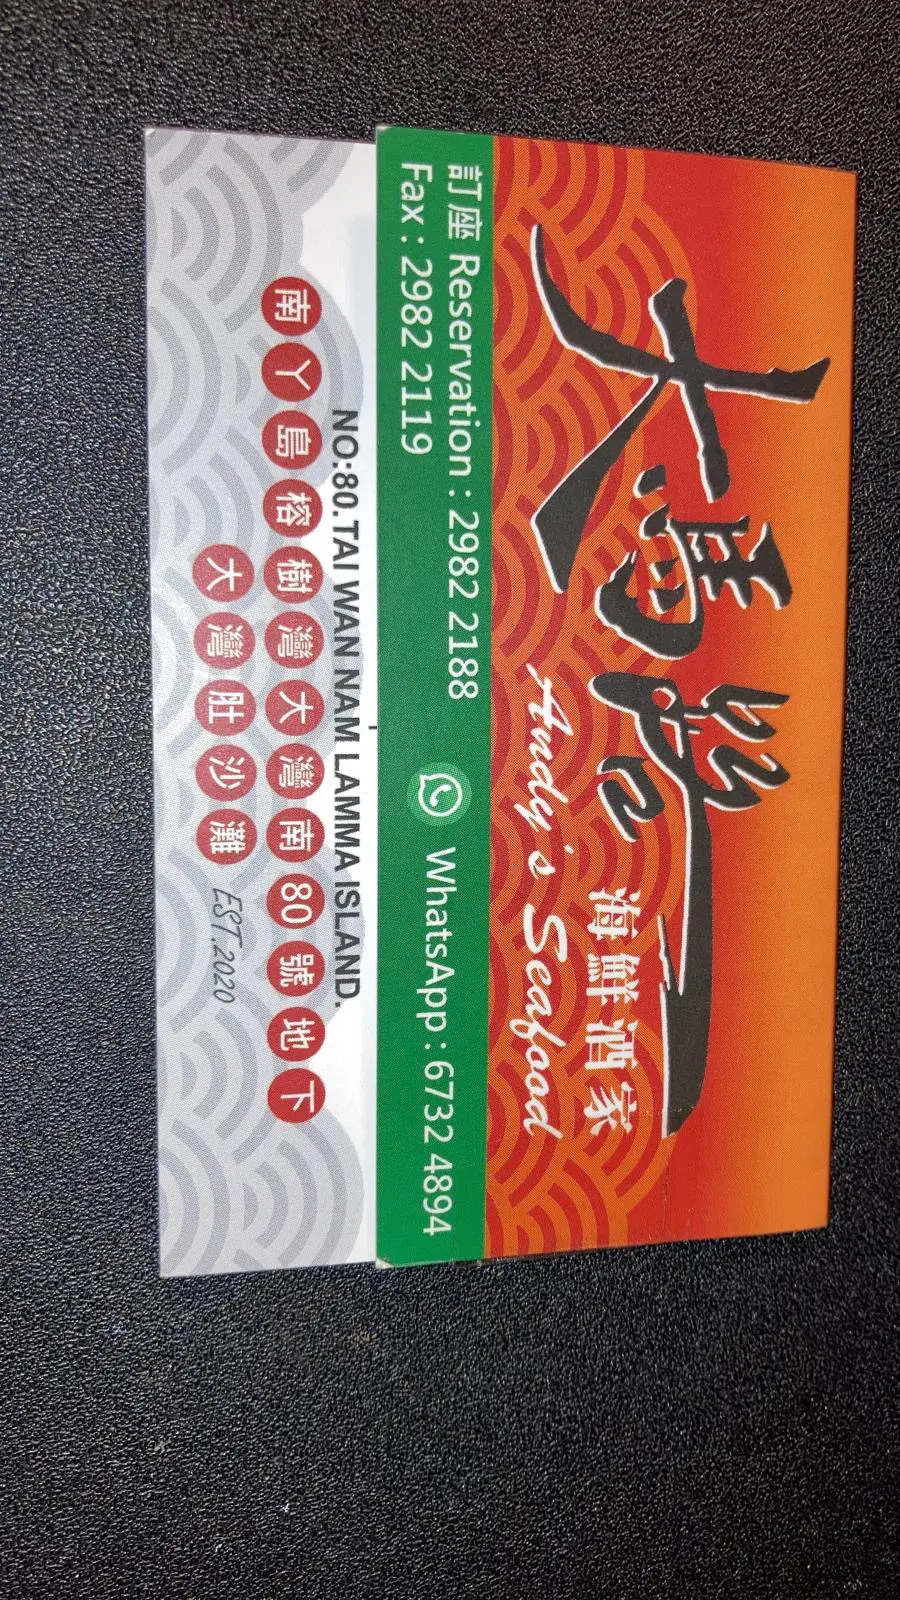 大馬
海鮮酒家
Andy's Seafood
訂座 Reservation : 2982 2188
Fax : 2982 2119
WhatsApp : 6732 4894
NO:80.TAI WAN NAM LAMMA ISLAND.
南丫島榕樹灣大灣南80號地下
大灣肚沙灘 EST.2020